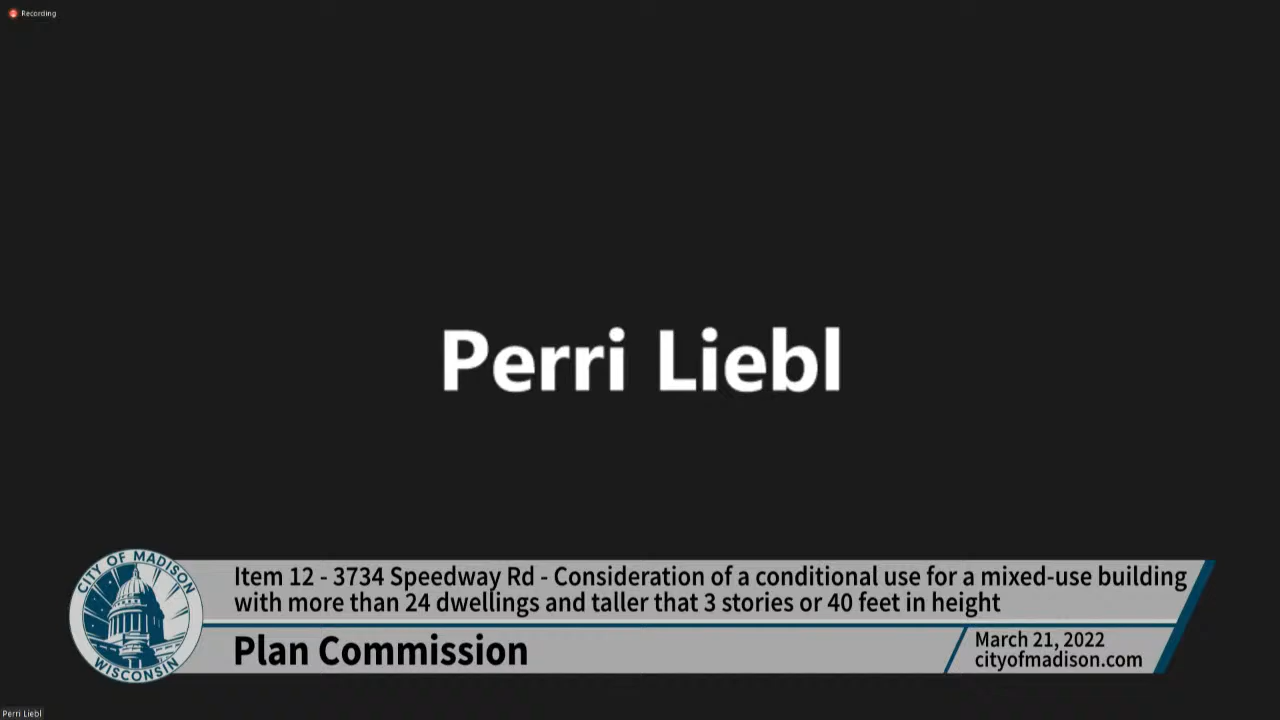 Recording
Perri Liebl
CITY OF MADISON
WISCONSIN
Item 12 - 3734 Speedway Rd - Consideration of a conditional use for a mixed-use building
with more than 24 dwellings and taller that 3 stories or 40 feet in height
Plan Commission
March 21, 2022
cityofmadison.com
Perri Liebl